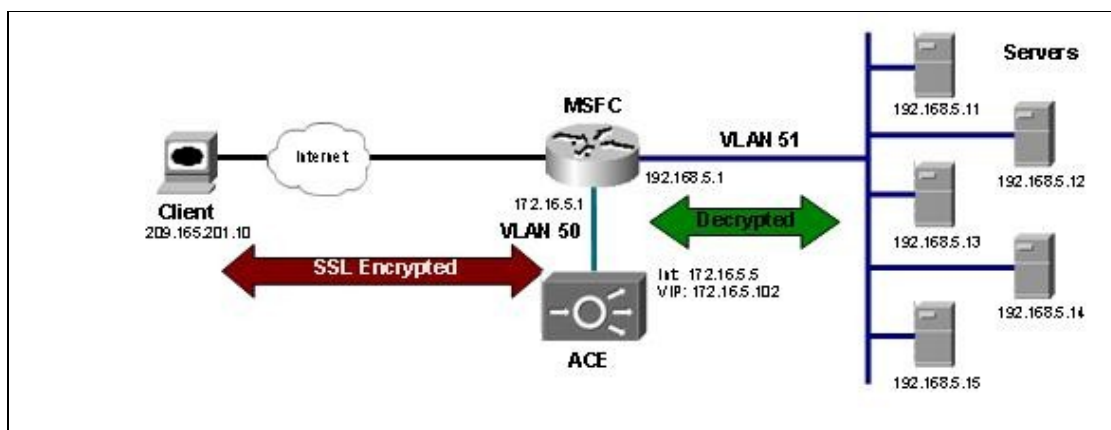 Servers
192.168.5.11
MSFC
VLAN 51
Internet
192.168.5.1
192.168.5.12
Client
209.165.201.10
172.16.5.1
VLAN 50
Decrypted
192.168.5.13
SSL Encrypted
Int: 172.16.5.5
VIP: 172.16.5.102
192.168.5.14
ACE
192.168.5.15